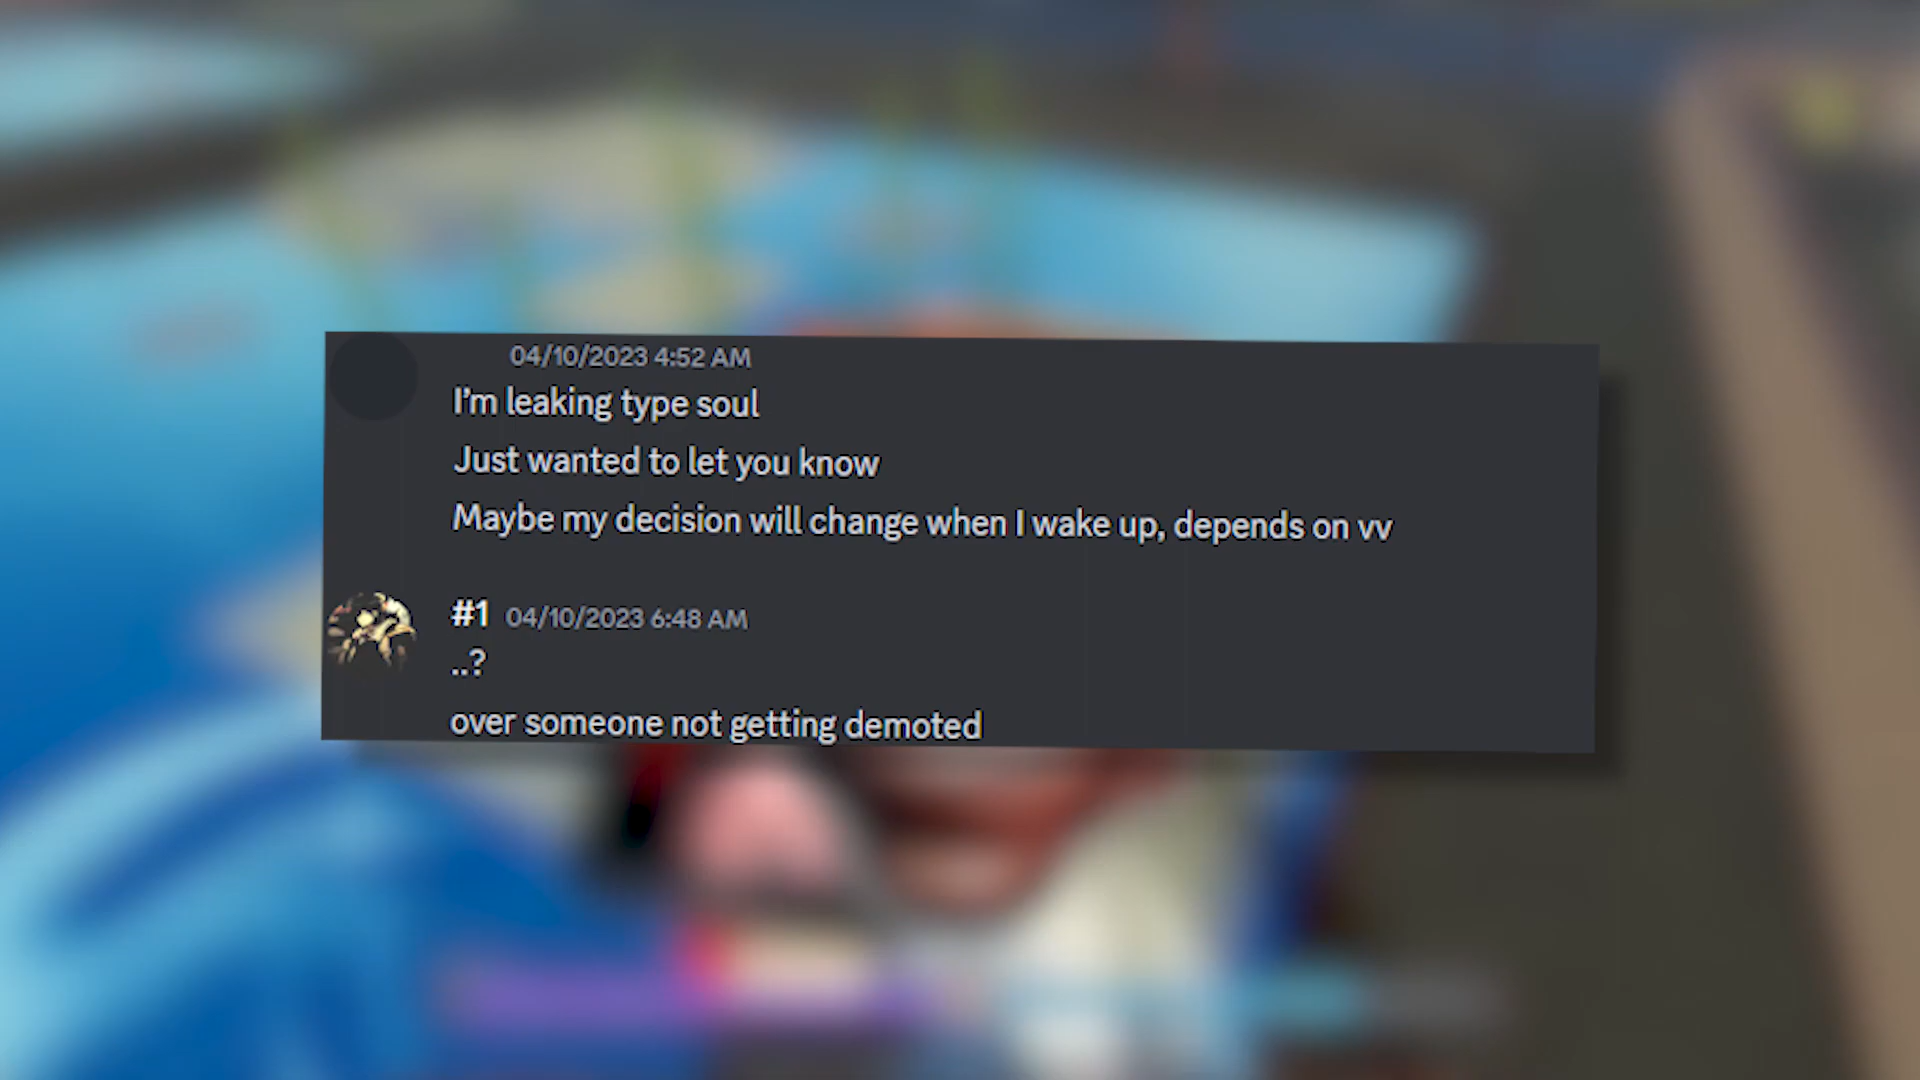 04/10/2023 4:52 AM
I'm leaking type soul
Just wanted to let you know
Maybe my decision will change when I wake up, depends on vv
#1 04/10/2023 6:48 AM
..?
over someone not getting demoted